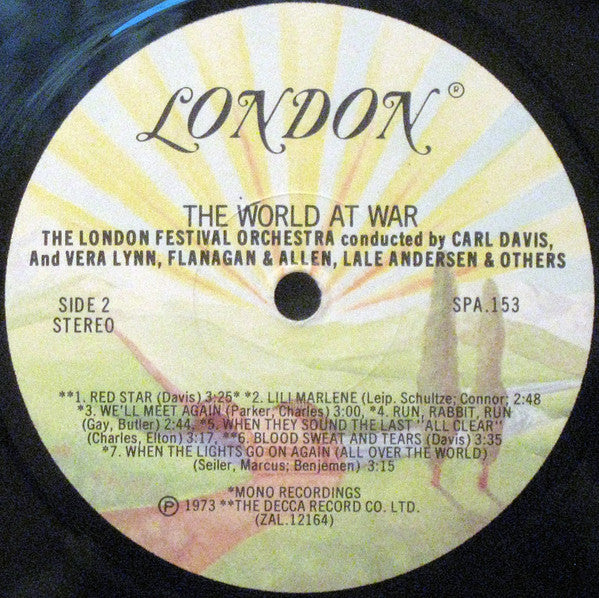 LONDON®
THE WORLD AT WAR
THE LONDON FESTIVAL ORCHESTRA conducted by CARL DAVIS,
And VERA LYNN, FLANAGAN & ALLEN, LALE ANDERSEN & OTHERS
SIDE 2
STEREO
SPA.153
**1. RED STAR (Davis) 3:25* *2. LILI MARLENE (Leip. Schultze; Connor; 2:48
*3. WE'LL MEET AGAIN (Parker, Charles) 3:00, *4. RUN, RABBIT, RUN
(Gay, Butler) 2:44, *5. WHEN THEY SOUND THE LAST "ALL CLEAR"
(Charles, Elton) 3:17, **6. BLOOD SWEAT AND TEARS (Davis) 3:35
*7. WHEN THE LIGHTS GO ON AGAIN (ALL OVER THE WORLD)
(Seiler, Marcus; Benjemen) 3:15
*MONO RECORDINGS
Ⓟ 1973 **THE DECCA RECORD CO. LTD.
(ZAL.12164)